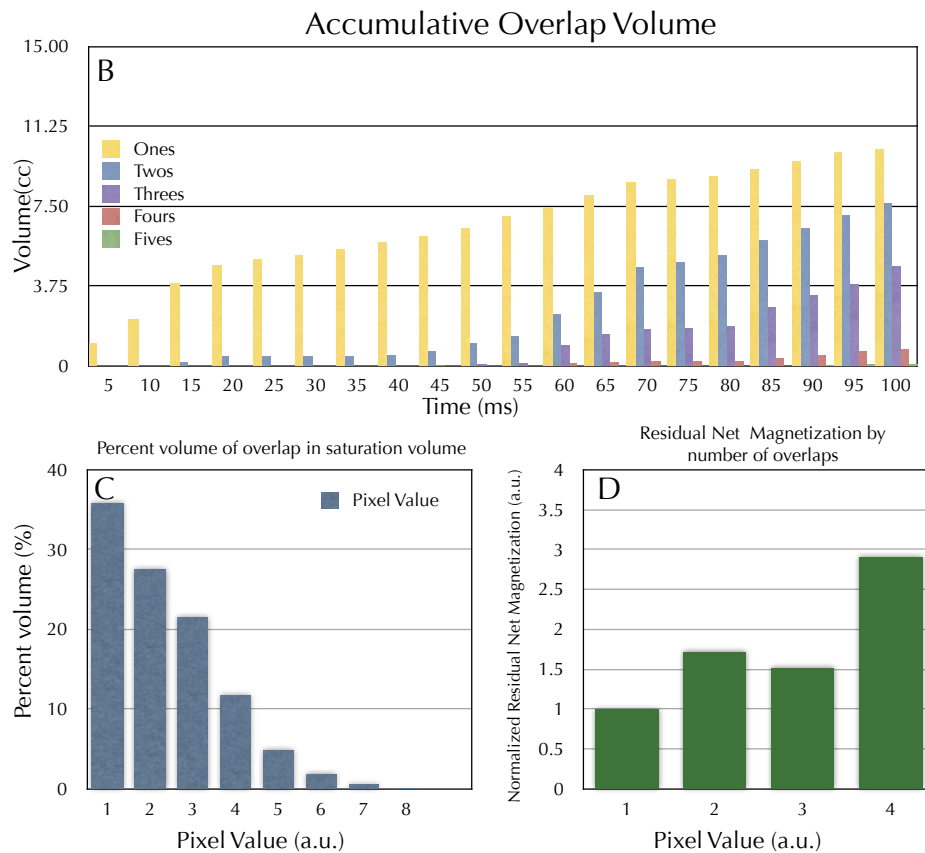 Accumulative Overlap Volume
B
15.00
11.25
7.50
3.75
0
Volume(cc)
Ones
Twos
Threes
Fours
Fives
5 10 15 20 25 30 35 40 45 50 55 60 65 70 75 80 85 90 95 100
Time (ms)
Percent volume of overlap in saturation volume
C
Pixel Value
40
30
20
10
0
Percent volume (%)
1 2 3 4 5 6 7 8
Pixel Value (a.u.)
Residual Net Magnetization by
number of overlaps
D
4
3.5
3
2.5
2
1.5
1
0.5
0
Normalized Residual Net Magnetization (a.u.)
1 2 3 4
Pixel Value (a.u.)